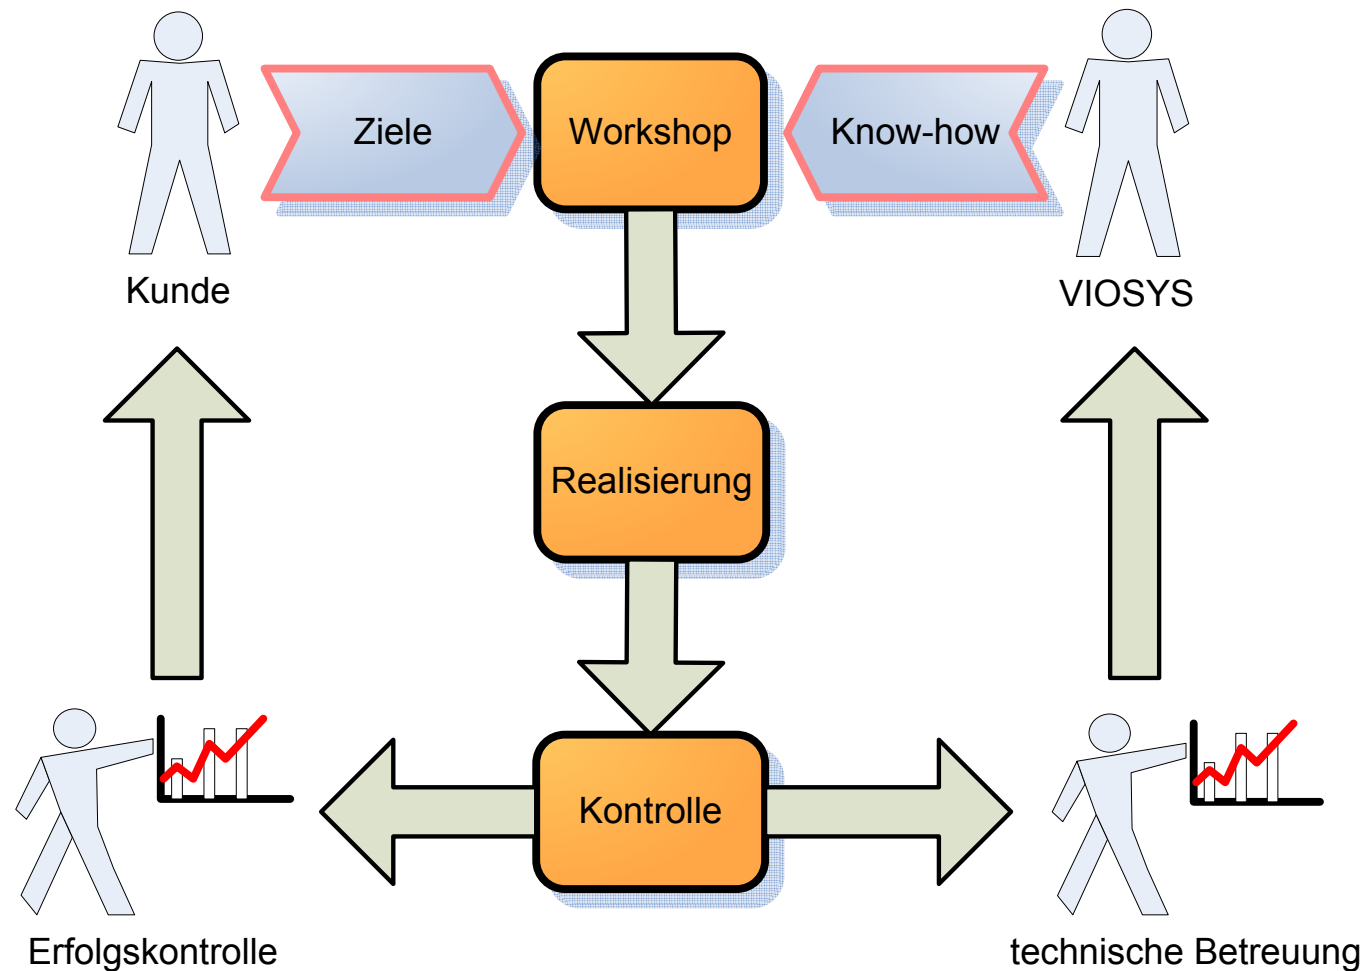 Ziele
Workshop
Know-how
Kunde
VIOSYS
Realisierung
Kontrolle
Erfolgskontrolle
technische Betreuung